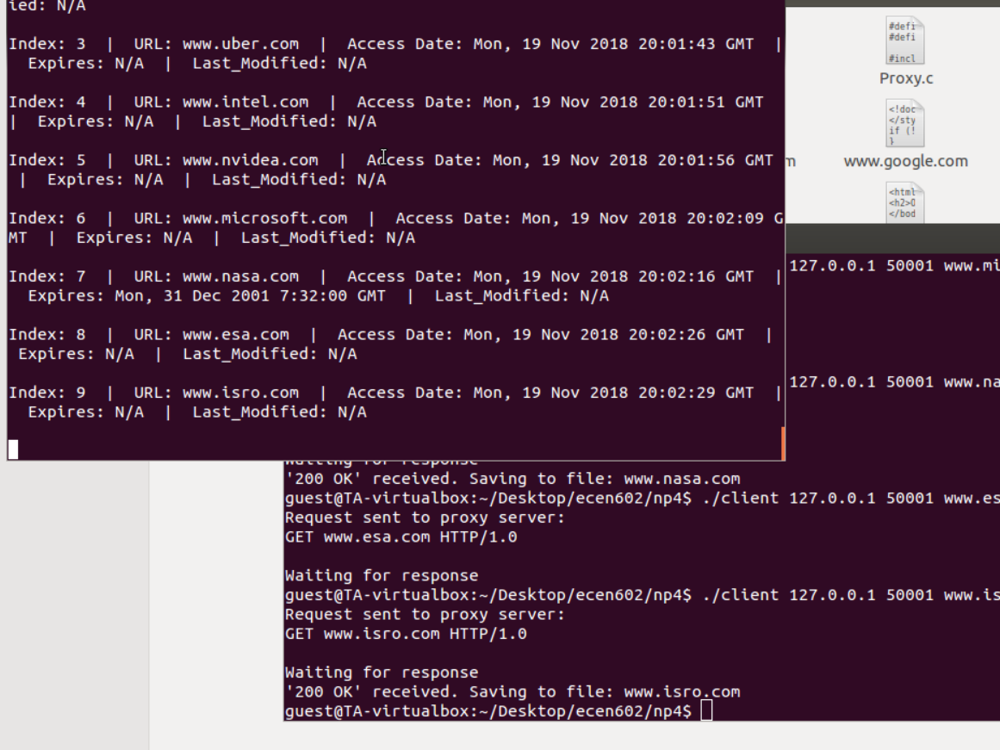 ied: N/A
Index: 3 | URL: www.uber.com | Access Date: Mon, 19 Nov 2018 20:01:43 GMT |
Expires: N/A | Last_Modified: N/A
Index: 4 | URL: www.intel.com | Access Date: Mon, 19 Nov 2018 20:01:51 GMT
| Expires: N/A | Last_Modified: N/A
Index: 5 | URL: www.nvidea.com | Access Date: Mon, 19 Nov 2018 20:01:56 GMT
| Expires: N/A | Last_Modified: N/A
Index: 6 | URL: www.microsoft.com | Access Date: Mon, 19 Nov 2018 20:02:09 G
MT | Expires: N/A | Last_Modified: N/A
Index: 7 | URL: www.nasa.com | Access Date: Mon, 19 Nov 2018 20:02:16 GMT |
Expires: Mon, 31 Dec 2001 7:32:00 GMT | Last_Modified: N/A
Index: 8 | URL: www.esa.com | Access Date: Mon, 19 Nov 2018 20:02:26 GMT |
Expires: N/A | Last_Modified: N/A
Index: 9 | URL: www.isro.com | Access Date: Mon, 19 Nov 2018 20:02:29 GMT |
Expires: N/A | Last_Modified: N/A
#defi
#defi
#incl
Proxy.c
<!doc
</sty
if (!
}
m
www.google.com
<html
<h2>0
</bod
127.0.0.1 50001 www.mi
127.0.0.1 50001 www.na
Waiting for response
'200 OK' received. Saving to file: www.nasa.com
guest@TA-virtualbox:~/Desktop/ecen602/np4$ ./client 127.0.0.1 50001 www.es
Request sent to proxy server:
GET www.esa.com HTTP/1.0
Waiting for response
guest@TA-virtualbox:~/Desktop/ecen602/np4$ ./client 127.0.0.1 50001 www.is
Request sent to proxy server:
GET www.isro.com HTTP/1.0
Waiting for response
'200 OK' received. Saving to file: www.isro.com
guest@TA-virtualbox:~/Desktop/ecen602/np4$